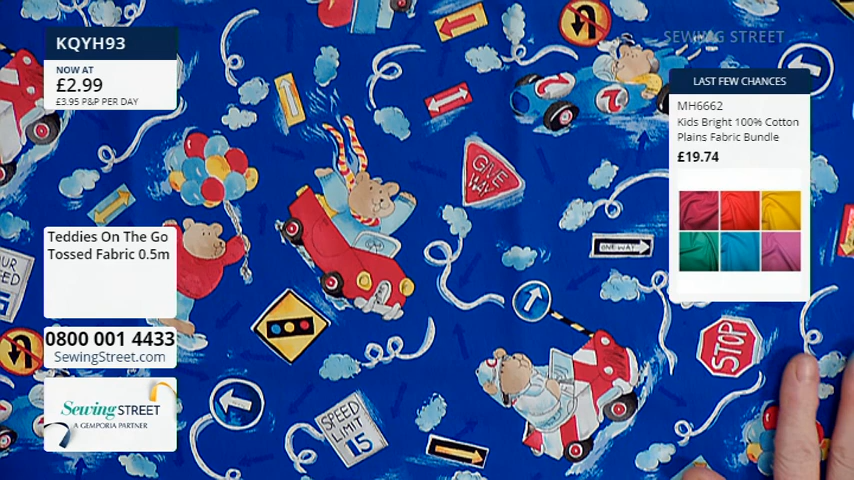 KQYH93
NOW AT
£2.99
£3.95 P&P PER DAY
Teddies On The Go
Tossed Fabric 0.5m
0800 001 4433
SewingStreet.com
Sewing STREET
A GEMPORIA PARTNER
SEWING STREET
LAST FEW CHANCES
MH6662
Kids Bright 100% Cotton
Plains Fabric Bundle
£19.74
GIVE
WAY
ONE WAY
STOP
SPEED
LIMIT
15